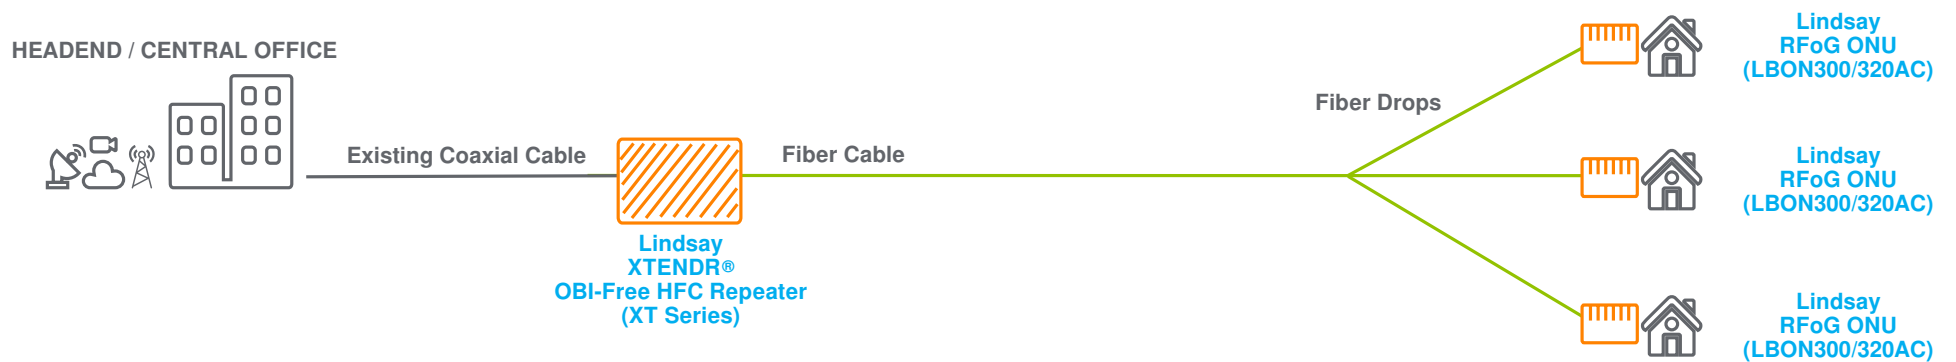 HEADEND / CENTRAL OFFICE
Existing Coaxial Cable
Lindsay
XTENDR®
OBI-Free HFC Repeater
(XT Series)
Fiber Cable
Fiber Drops
Lindsay
RFoG ONU
(LBON300/320AC)
Lindsay
RFoG ONU
(LBON300/320AC)
Lindsay
RFoG ONU
(LBON300/320AC)